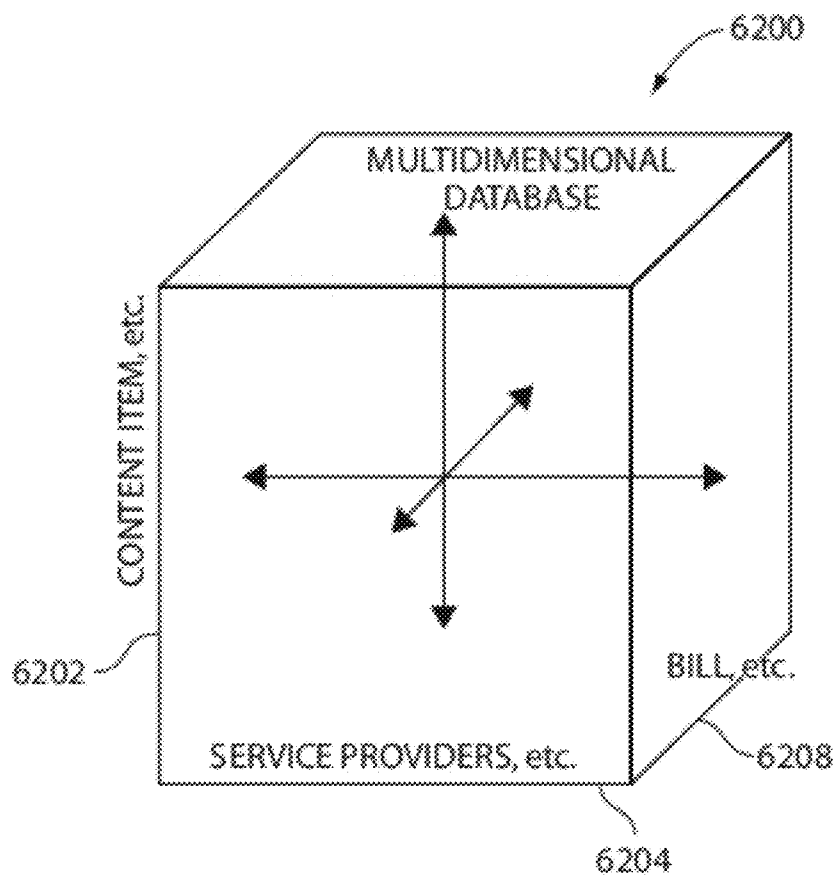 6200
MULTIDIMENSIONAL
DATABASE
CONTENT ITEM, etc.
6202
BILL, etc.
SERVICE PROVIDERS, etc.
6208
6204